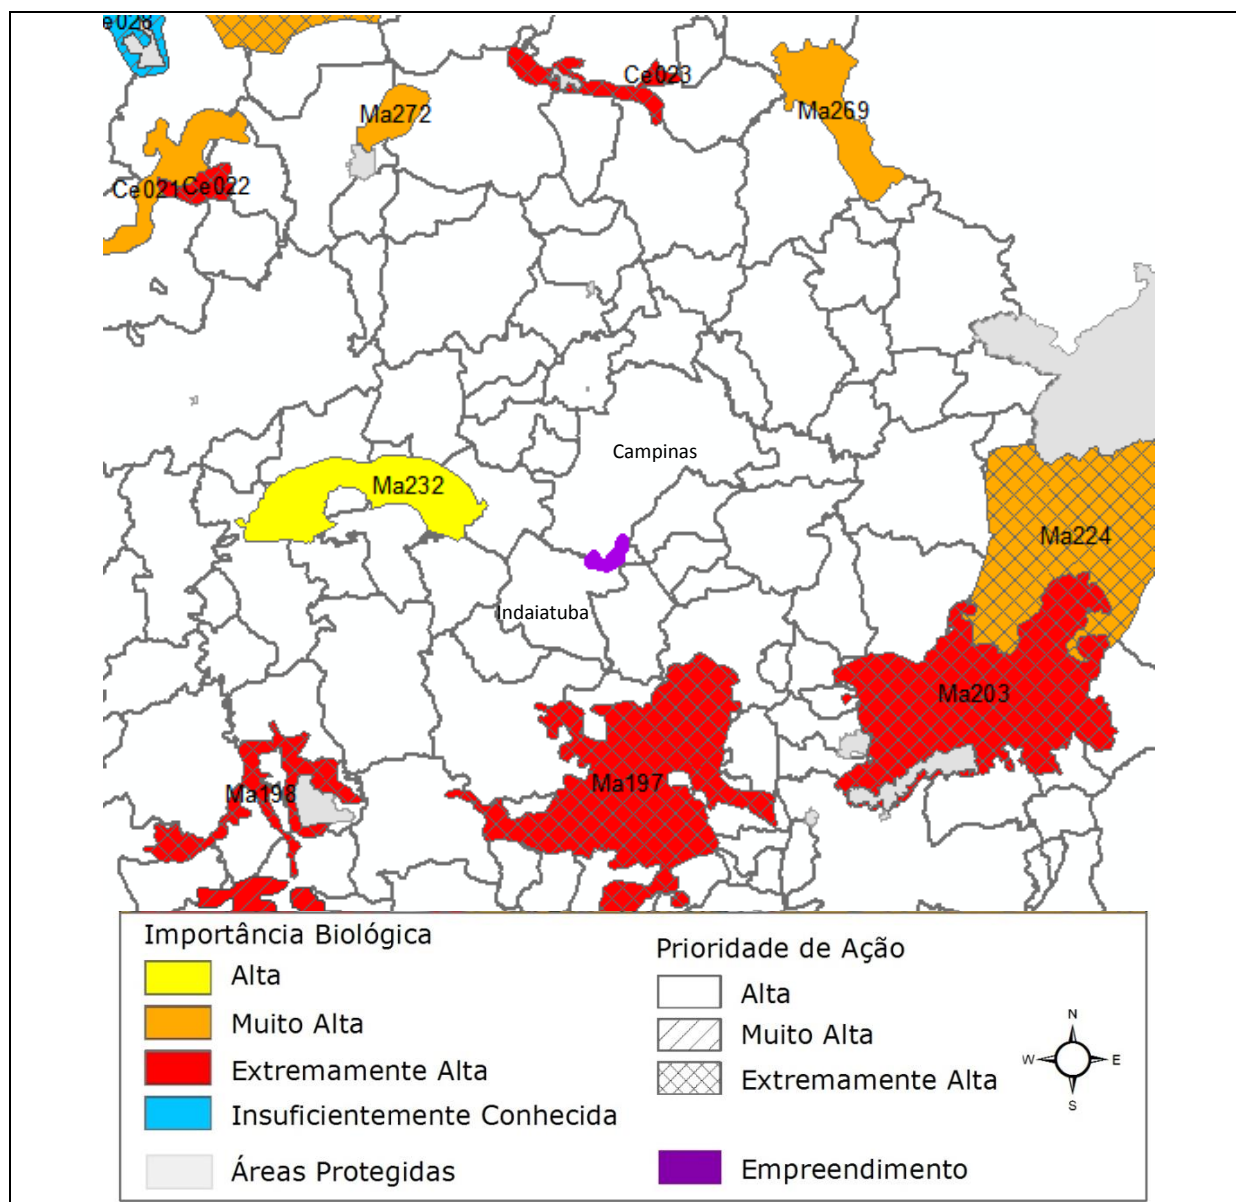 Ce028
Ce023
Ma272
Ma269
Ce021
Ce022
Campinas
Ma232
Ma224
Indaiatuba
Ma203
Ma197
Ma198
Importância Biológica
Alta
Muito Alta
Extremamente Alta
Insuficientemente Conhecida
Áreas Protegidas
Prioridade de Ação
Alta
Muito Alta
Extremamente Alta
Empreendimento
N
W
E
S